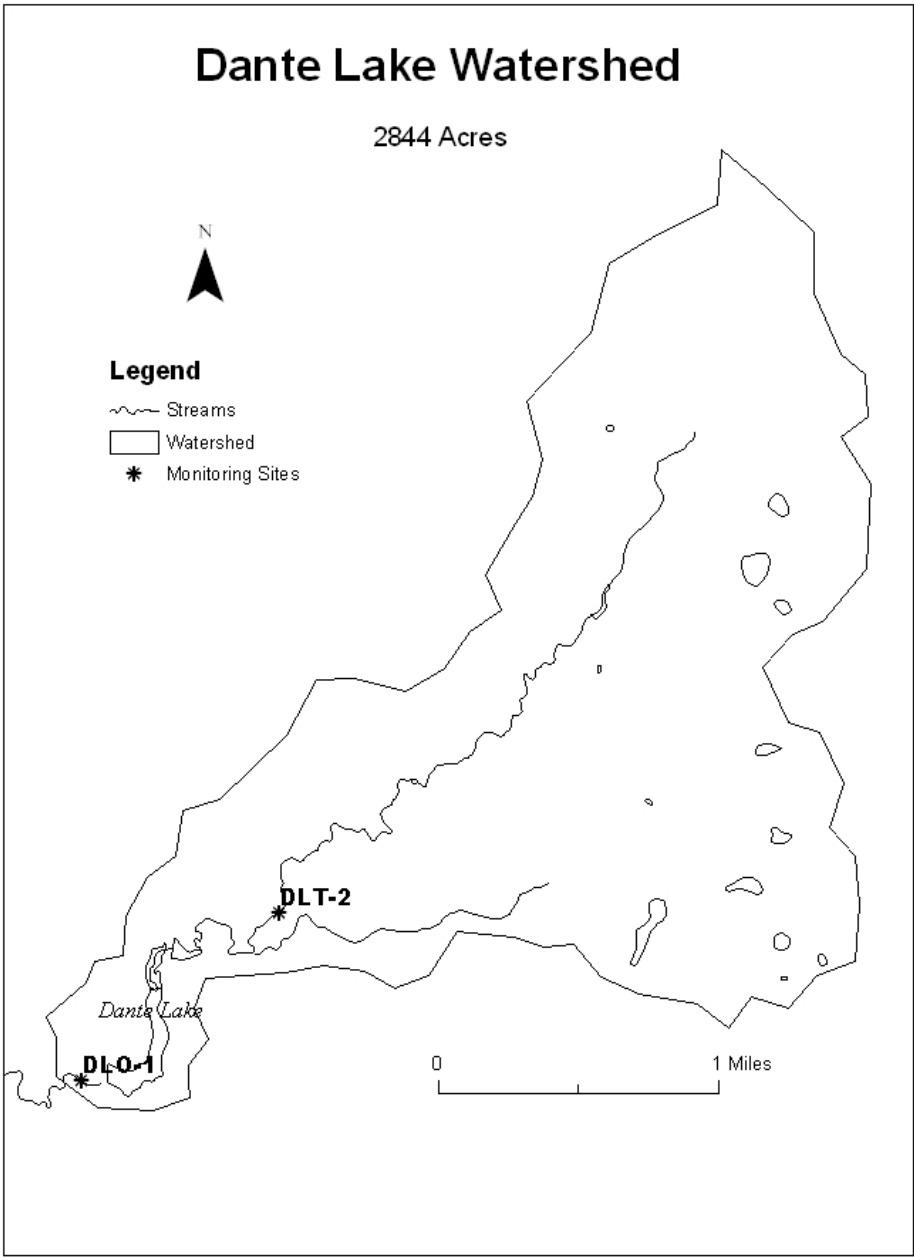 Dante Lake Watershed
2844 Acres
N
Legend
Streams
Watershed
Monitoring Sites
DLT-2
Dante Lake
DLO-1
0 1 Miles